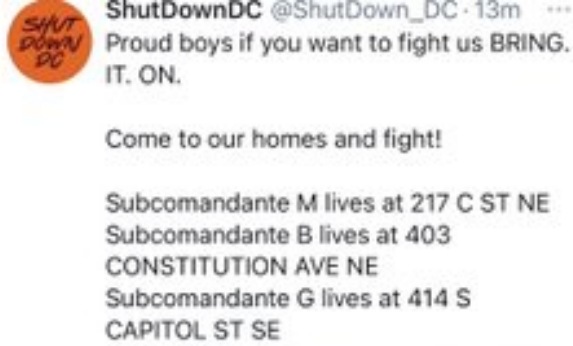 SHUT
DOWN
DC
ShutDownDC @ShutDown_DC · 13m ...
Proud boys if you want to fight us BRING.
IT. ON.
Come to our homes and fight!
Subcomandante M lives at 217 C ST NE
Subcomandante B lives at 403
CONSTITUTION AVE NE
Subcomandante G lives at 414 S
CAPITOL ST SE